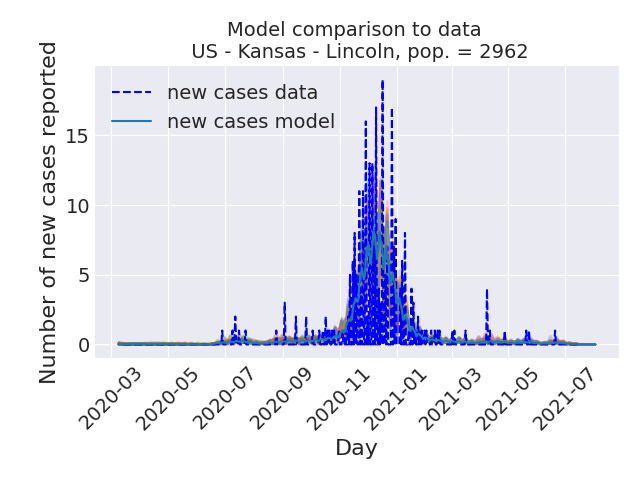 Model comparison to data
US - Kansas - Lincoln, pop. = 2962
Number of new cases reported
new cases data
new cases model
15
10
5
0
2020-03
2020-05
2020-07
2020-09
2020-11
2021-01
2021-03
2021-05
2021-07
Day